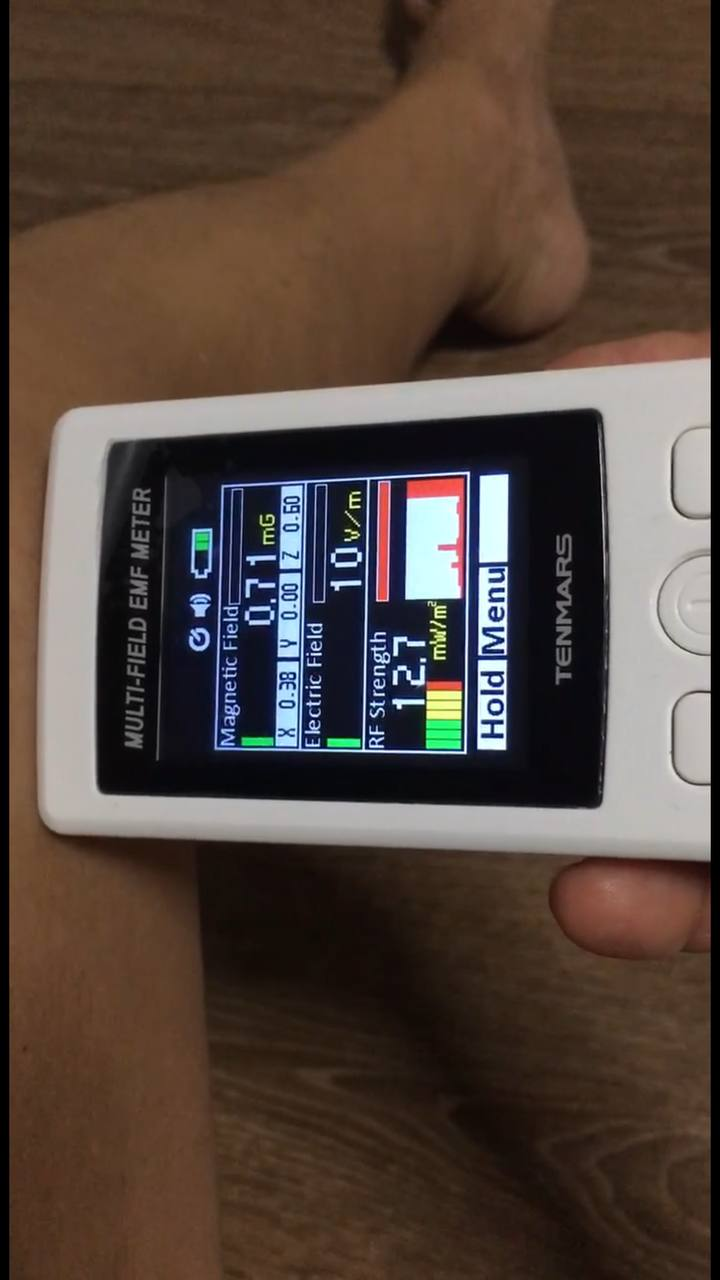 MULTI-FIELD EMF METER
Magnetic Field
0.71 mG
X 0.38 Y 0.00 Z 0.60
Electric Field
10 V/m
RF Strength
12.7
mW/m²
Hold Menu
TENMARS